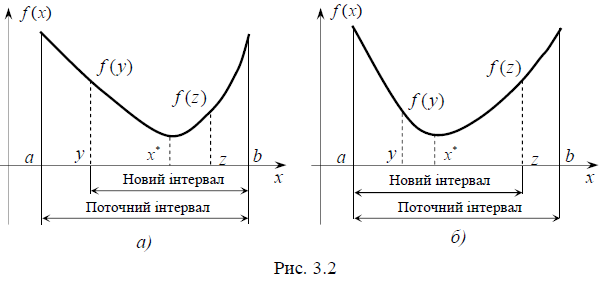 f(x)
f(y)
f(z)
a
y
x*
z
b
x
Новий інтервал
Поточний інтервал
а)
f(x)
f(z)
f(y)
a
y
x*
z
b
x
Новий інтервал
Поточний інтервал
б)
Рис. 3.2